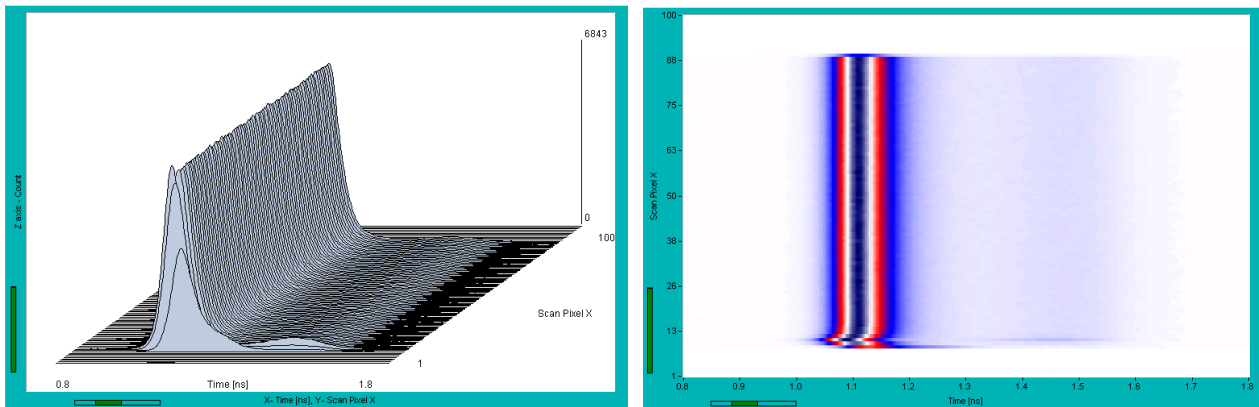 6843
0
100
Z axis - Count
Scan Pixel X
1
0.8
Time [ns]
1.8
X- Time [ns], Y- Scan Pixel X
100
88
75
63
50
38
26
13
1
Scan Pixel X
0.8 0.9 1.0 1.1 1.2 1.3 1.4 1.5 1.6 1.7 1.8
Time [ns]